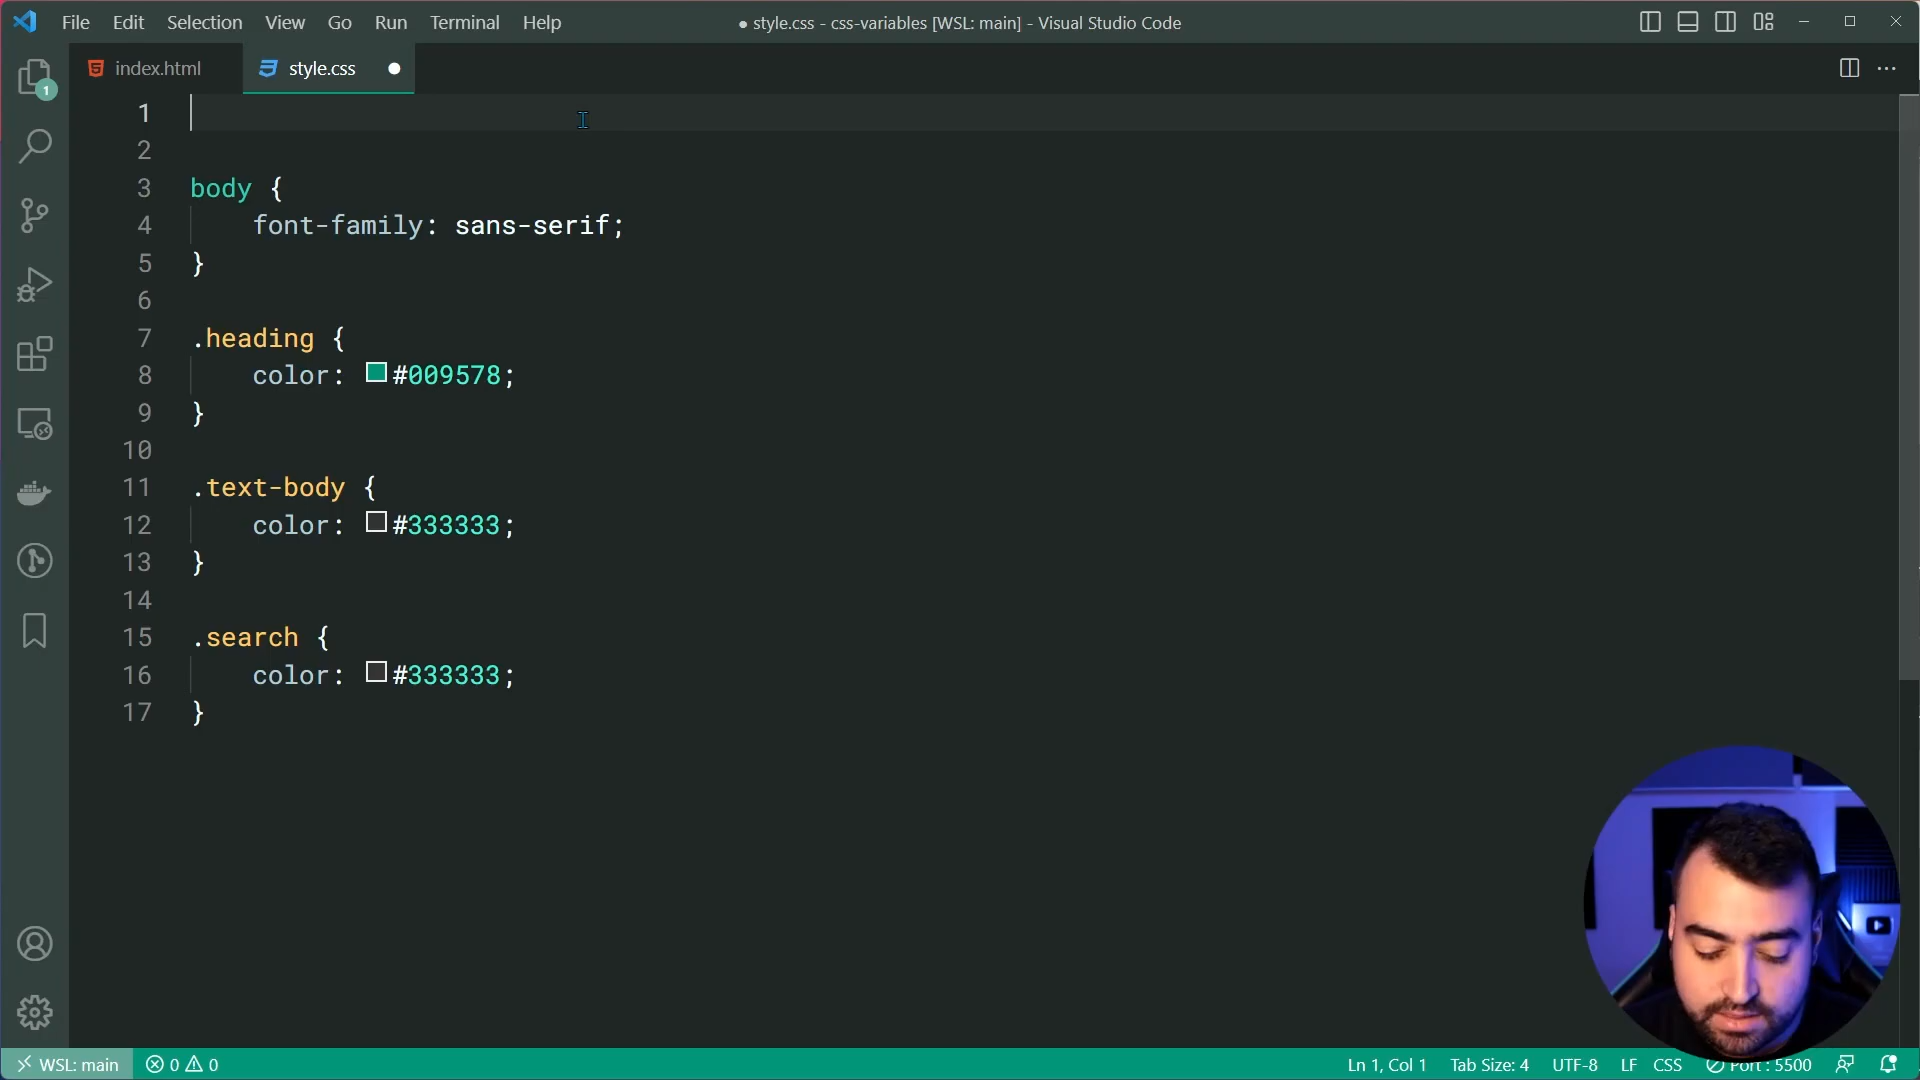 File Edit Selection View Go Run Terminal Help
● style.css - css-variables [WSL: main] - Visual Studio Code
index.html
style.css
1
1
2
3 body {
4 font-family: sans-serif;
5 }
6
7 .heading {
8 color: #009578;
9 }
10
11 .text-body {
12 color: #333333;
13 }
14
15 .search {
16 color: #333333;
17 }
WSL: main 0 0 Ln 1, Col 1 Tab Size: 4 UTF-8 LF CSS Port : 5500